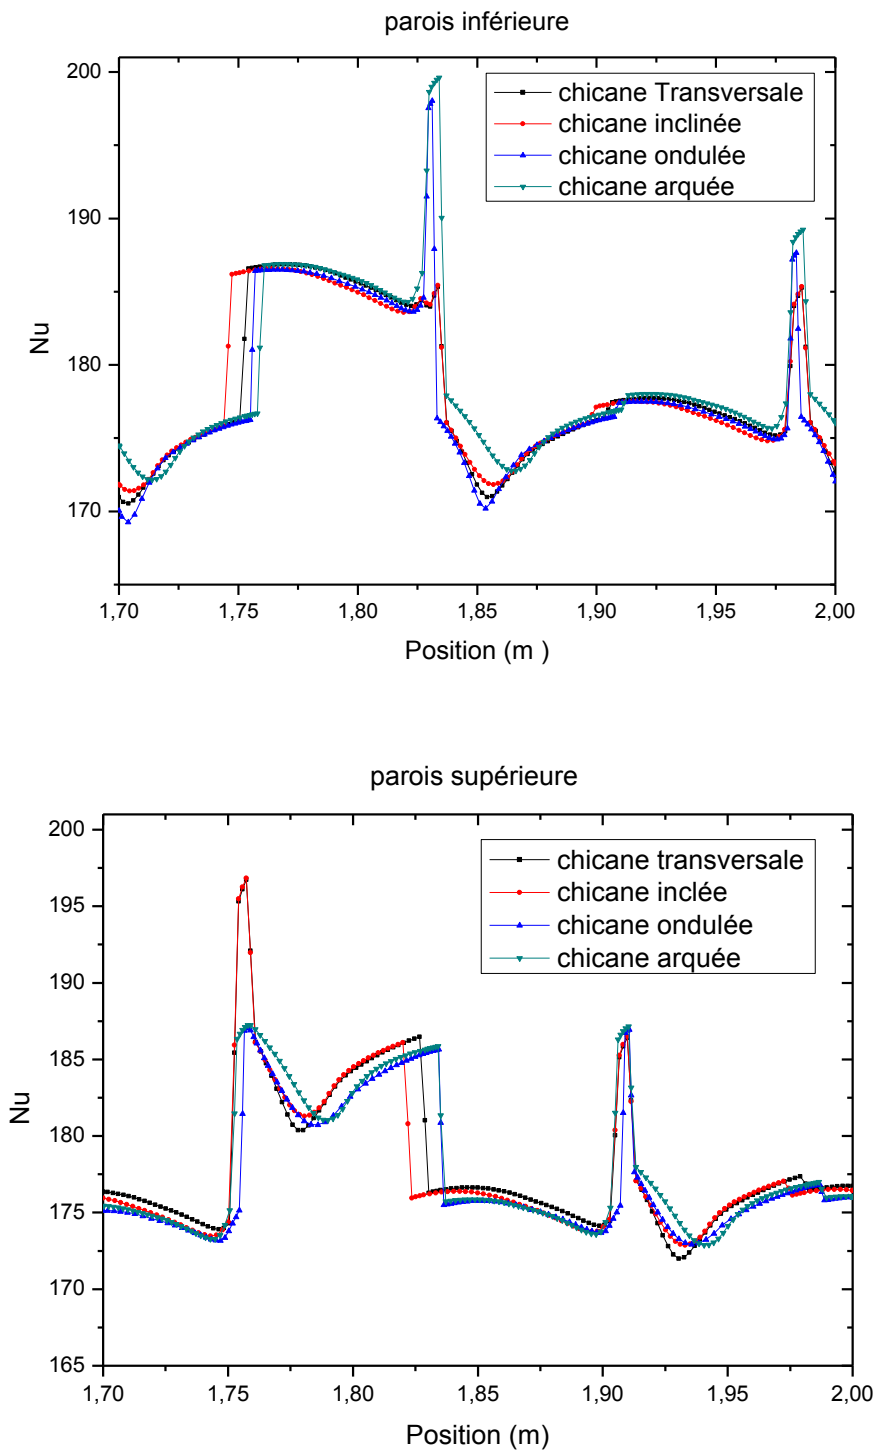 parois inférieure
200
190
180
170
Nu
chicane Transversale
chicane inclinée
chicane ondulée
chicane arquée
1,70 1,75 1,80 1,85 1,90 1,95 2,00
Position (m )
parois supérieure
200
195
190
185
180
175
170
165
Nu
chicane transversale
chicane inclée
chicane ondulée
chicane arquée
1,70 1,75 1,80 1,85 1,90 1,95 2,00
Position (m)